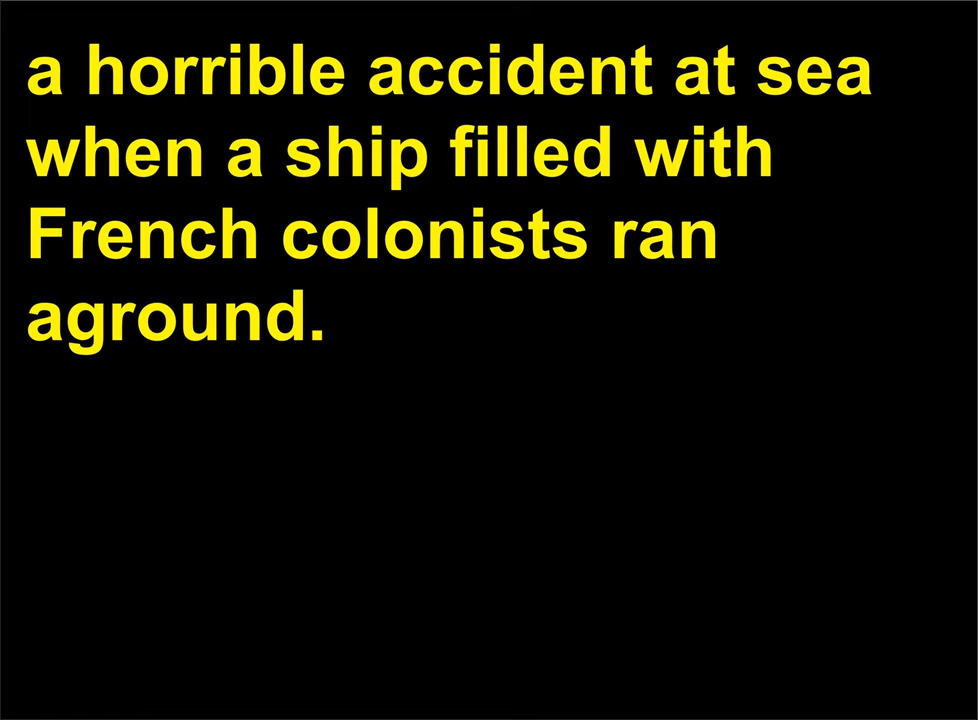 a horrible accident at sea
when a ship filled with
French colonists ran
aground.